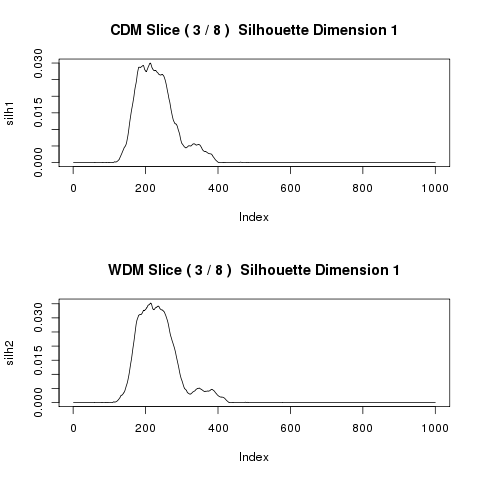 CDM Slice ( 3 / 8 )  Silhouette Dimension 1
silh1
0.030
0.015
0.000
0 200 400 600 800 1000
Index
WDM Slice ( 3 / 8 )  Silhouette Dimension 1
silh2
0.030
0.015
0.000
0 200 400 600 800 1000
Index